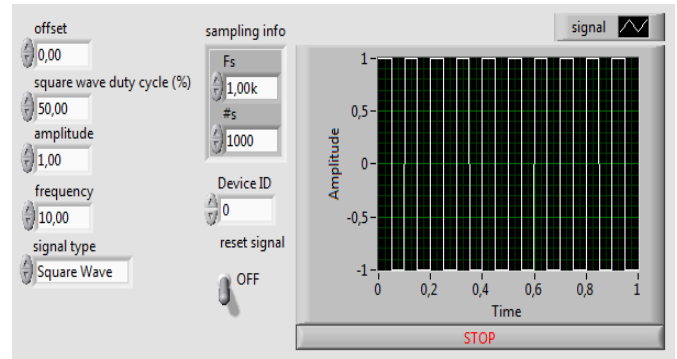 offset
0,00
square wave duty cycle (%)
50,00
amplitude
1,00
frequency
10,00
signal type
Square Wave
sampling info
Fs
1,00k
#s
1000
Device ID
0
reset signal
OFF
signal
Amplitude
1
0,5
0
-0,5
-1
0 0,2 0,4 0,6 0,8 1
Time
STOP